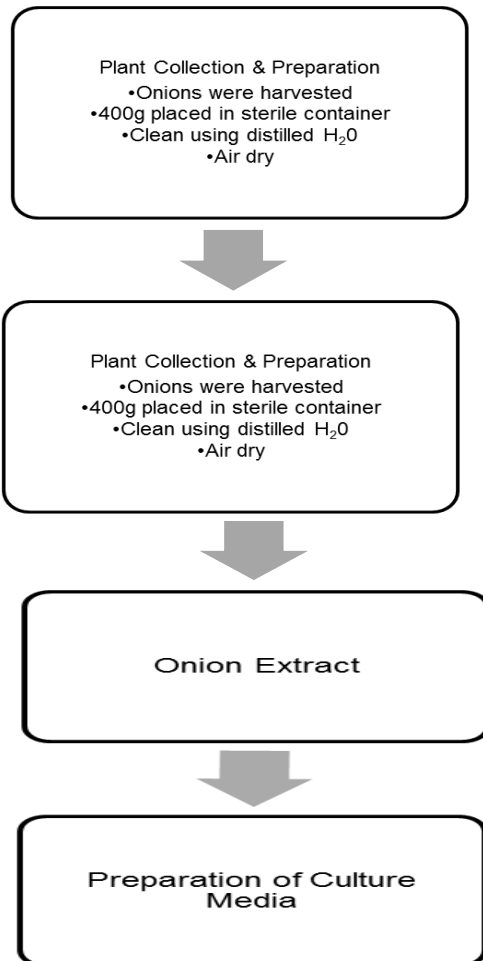 Plant Collection & Preparation
•Onions were harvested
•400g placed in sterile container
•Clean using distilled H₂0
•Air dry
Plant Collection & Preparation
•Onions were harvested
•400g placed in sterile container
•Clean using distilled H₂0
•Air dry
Onion Extract
Preparation of Culture
Media